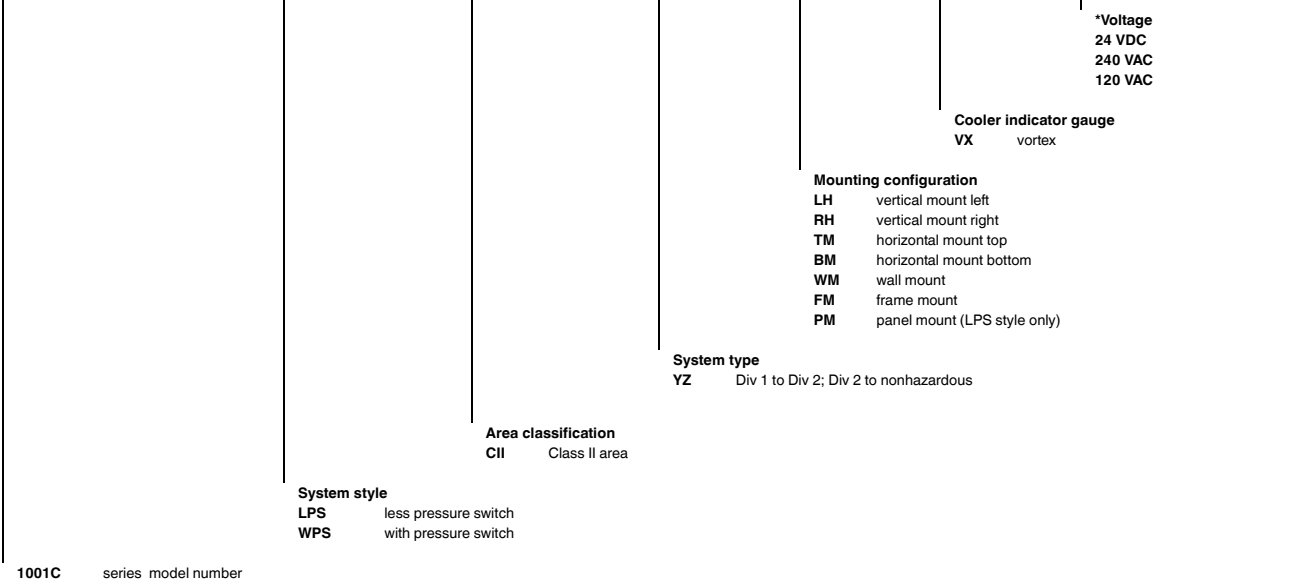 *Voltage
24 VDC
240 VAC
120 VAC
Cooler indicator gauge
VX vortex
Mounting configuration
LH vertical mount left
RH vertical mount right
TM horizontal mount top
BM horizontal mount bottom
WM wall mount
FM frame mount
PM panel mount (LPS style only)
System type
YZ Div 1 to Div 2; Div 2 to nonhazardous
Area classification
CII Class II area
System style
LPS less pressure switch
WPS with pressure switch
1001C series model number